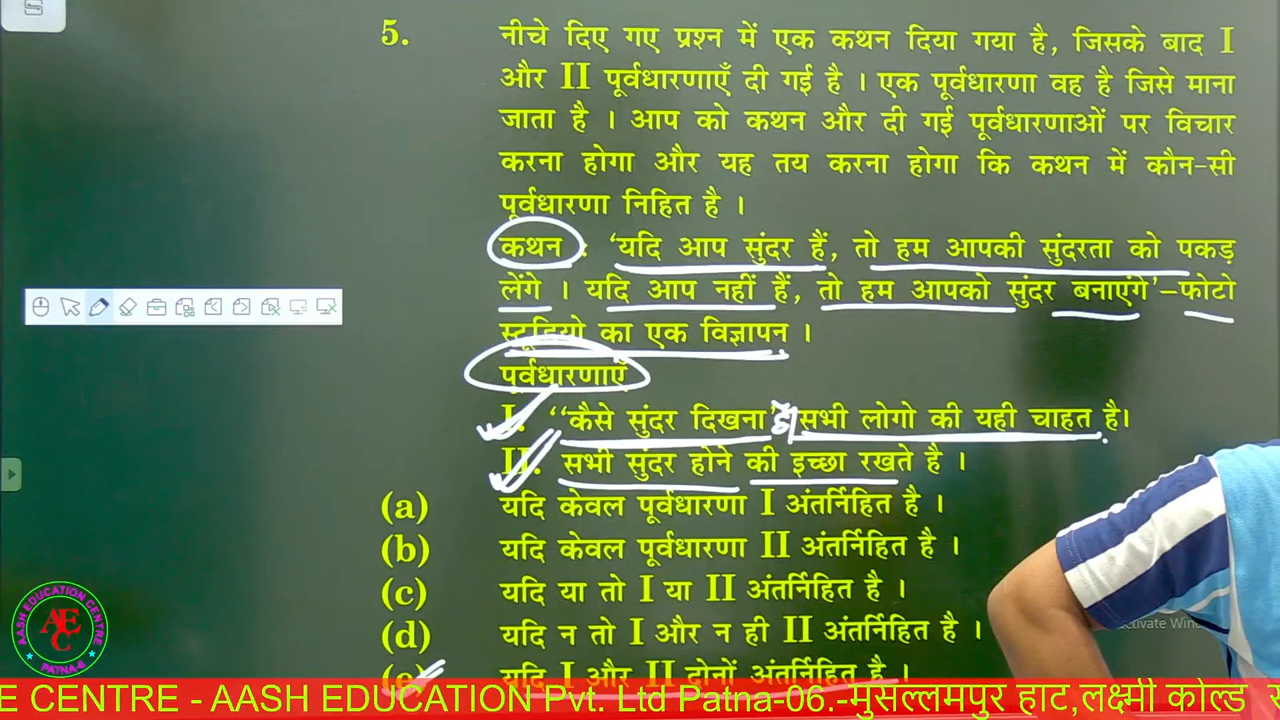 5. नीचे दिए गए प्रश्न में एक कथन दिया गया है, जिसके बाद I
और II पूर्वधारणाएँ दी गई है । एक पूर्वधारणा वह है जिसे माना
जाता है । आप को कथन और दी गई पूर्वधारणाओं पर विचार
करना होगा और यह तय करना होगा कि कथन में कौन-सी
पूर्वधारणा निहित है ।
कथन : ‘यदि आप सुंदर हैं, तो हम आपकी सुंदरता को पकड़
लेंगे । यदि आप नहीं हैं, तो हम आपको सुंदर बनाएंगे’–फोटो
स्टूडियो का एक विज्ञापन ।
पूर्वधारणाएँ
I. ‘‘कैसे सुंदर दिखना’ है सभी लोगो की यही चाहत है।
II. सभी सुंदर होने की इच्छा रखते है ।
(a) यदि केवल पूर्वधारणा I अंतर्निहित है ।
(b) यदि केवल पूर्वधारणा II अंतर्निहित है ।
(c) यदि या तो I या II अंतर्निहित है ।
(d) यदि न तो I और न ही II अंतर्निहित है ।
(e) यदि I और II दोनों अंतर्निहित है ।
AASH EDUCATION CENTRE
AEC
PATNA-6
ctivate Win
E CENTRE - AASH EDUCATION Pvt. Ltd Patna-06.-मुसल्लमपुर हाट,लक्ष्मी कोल्ड